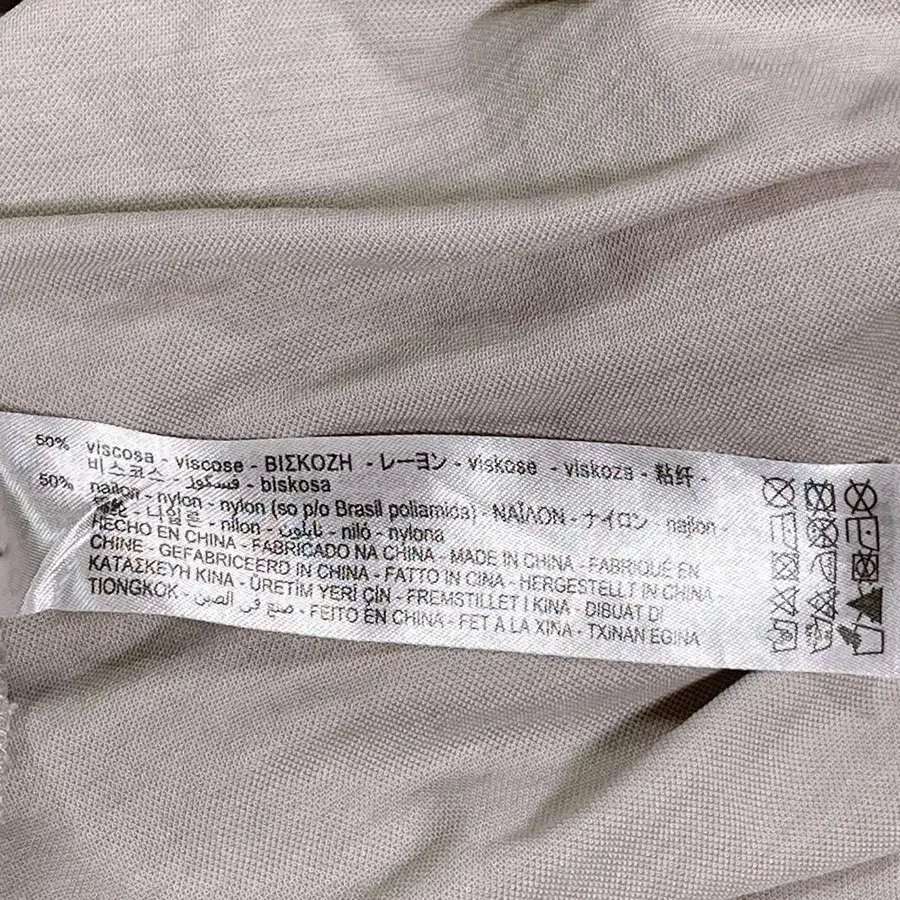 50% viscosa - viscose - ΒΙΣΚΟΖΗ - レーヨン - viskose - viskoza - 粘纤 -
비스코스 - فسكوز - biskosa
50% nailon - nylon - nylon (so p/o Brasil poliamida) - ΝΑΪΛΟΝ - ナイロン - najlon -
나일론 - nilon - نايلون - niló - nylona
HECHO EN CHINA - FABRICADO NA CHINA - MADE IN CHINA - FABRIQUÉ EN
CHINE - GEFABRICEERD IN CHINA - FATTO IN CINA - HERGESTELLT IN CHINA -
ΚΑΤΑΣΚΕΥΗ ΚΙΝΑ - ÜRETİM YERİ ÇİN - FREMSTILLET I KINA - DIBUAT DI
TIONGKOK - صنع في الصين - FEITO EN CHINA - FET A LA XINA - TXINAN EGINA